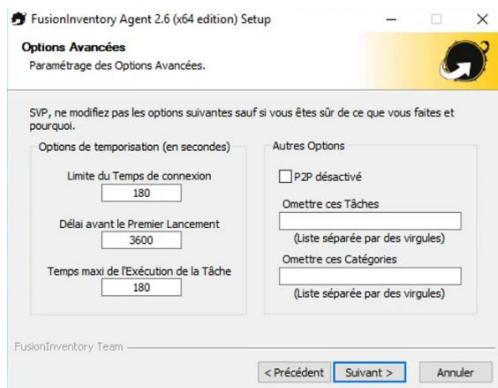 FusionInventory Agent 2.6 (x64 edition) Setup
Options Avancées
Paramétrage des Options Avancées.
SVP, ne modifiez pas les options suivantes sauf si vous êtes sûr de ce que vous faites et
pourquoi.
Options de temporisation (en secondes)
Limite du Temps de connexion
180
Délai avant le Premier Lancement
3600
Temps maxi de l'Exécution de la Tâche
180
Autres Options
P2P désactivé
Omettre ces Tâches
(Liste séparée par des virgules)
Omettre ces Catégories
(Liste séparée par des virgules)
FusionInventory Team
< Précédent
Suivant >
Annuler